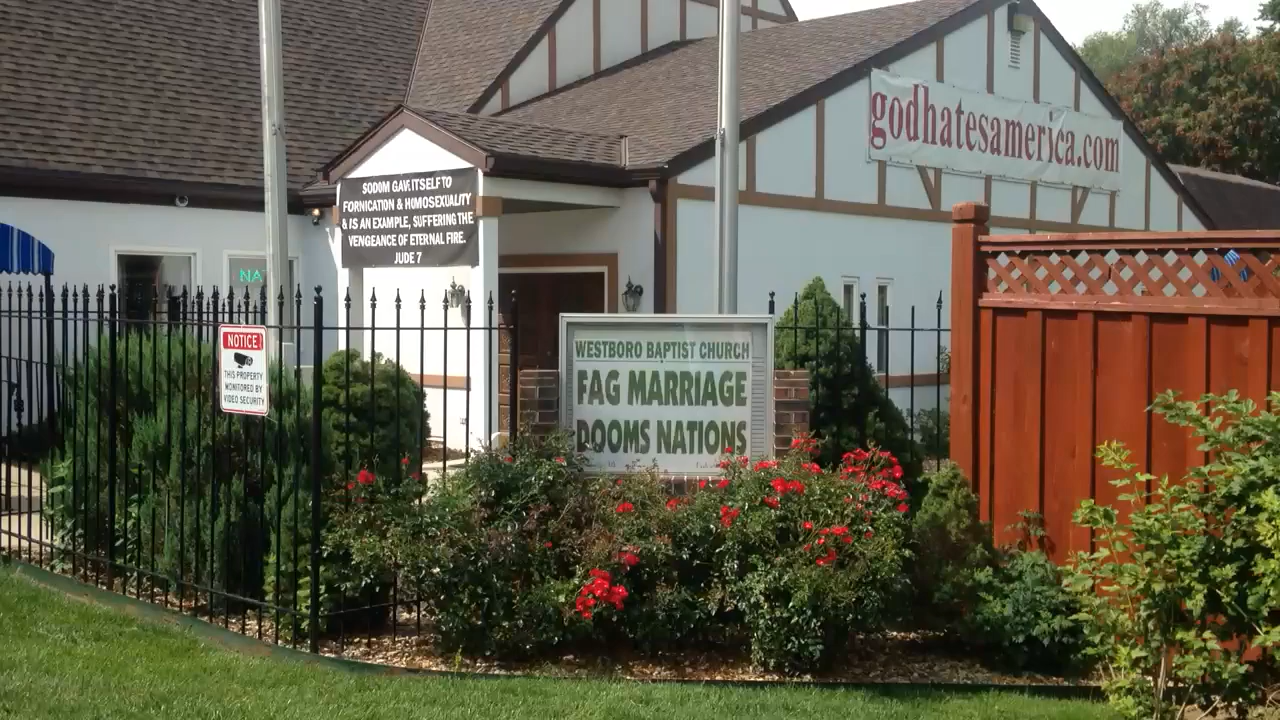 godhatesamerica.com
SODOM GAVE ITSELF TO
FORNICATION & HOMOSEXUALITY
& IS AN EXAMPLE, SUFFERING THE
VENGEANCE OF ETERNAL FIRE.
JUDE 7
NA
NOTICE
THIS PROPERTY
MONITORED BY
VIDEO SECURITY
WESTBORO BAPTIST CHURCH
FAG MARRIAGE
DOOMS NATIONS